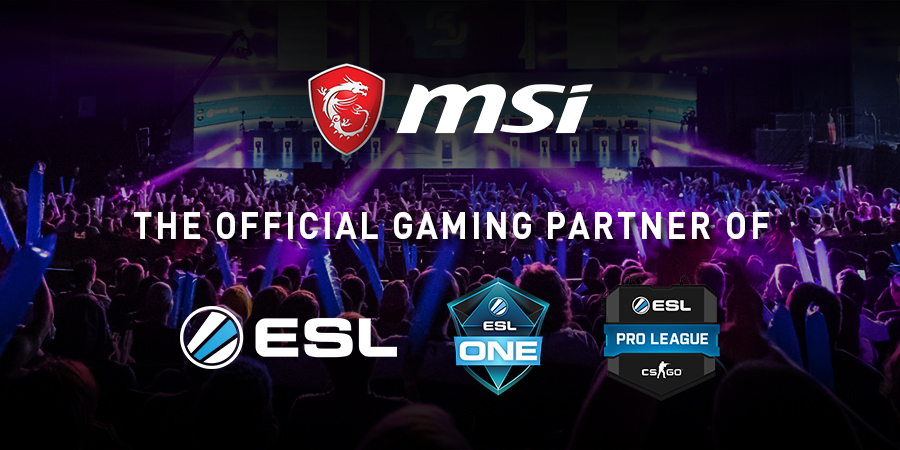 msi
THE OFFICIAL GAMING PARTNER OF
ESL
ESL
ONE
ESL
PRO LEAGUE
CS GO